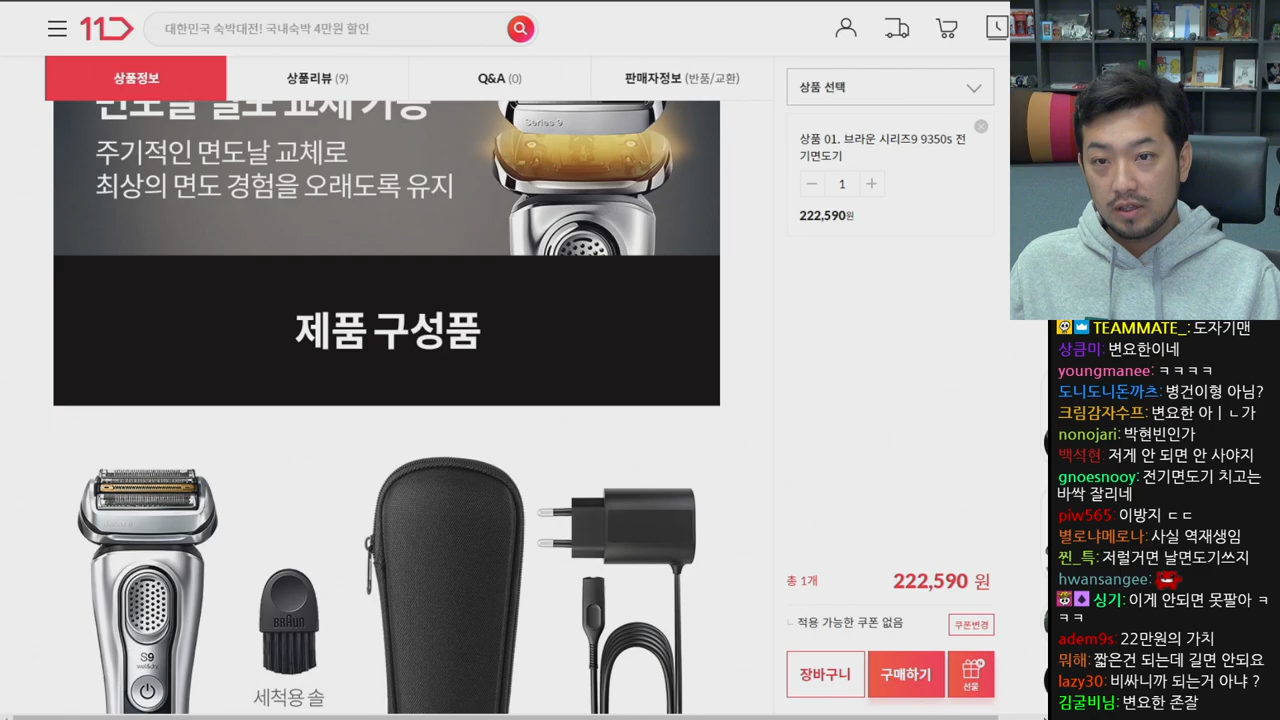 11
대한민국 숙박대전! 국내숙박 4만원 할인
상품정보
상품리뷰 (9)
Q&A (0)
판매자정보 (반품/교환)
면도날 별도 교체 가능
주기적인 면도날 교체로
최상의 면도 경험을 오래도록 유지
Series 9
제품 구성품
S9
wet&dry
BRAUN
세척용 솔
상품 선택
상품 01. 브라운 시리즈9 9350s 전
기면도기
1
222,590원
총 1개
222,590 원
적용 가능한 쿠폰 없음
쿠폰변경
장바구니
구매하기
선물
TEAMMATE_: 도자기맨
상큼미: 변요한이네
youngmanee: ㅋㅋㅋㅋ
도니도니돈까츠: 병건이형 아님?
크림감자수프: 변요한 아ㅣㄴ가
nonojari: 박현빈인가
백석현: 저게 안 되면 안 사야지
gnoesnooy: 전기면도기 치고는
바싹 잘리네
piw565: 이방지 ㄷㄷ
별로냐메로나: 사실 역재생임
찐_특: 저럴거면 날면도기쓰지
hwansangee:
싱기: 이게 안되면 못팔아 ㅋ
ㅋㅋ
adem9s: 22만원의 가치
뭐해: 짧은건 되는데 길면 안되요
lazy30: 비싸니까 되는거 아냐 ?
김굴비님: 변요한 존잘